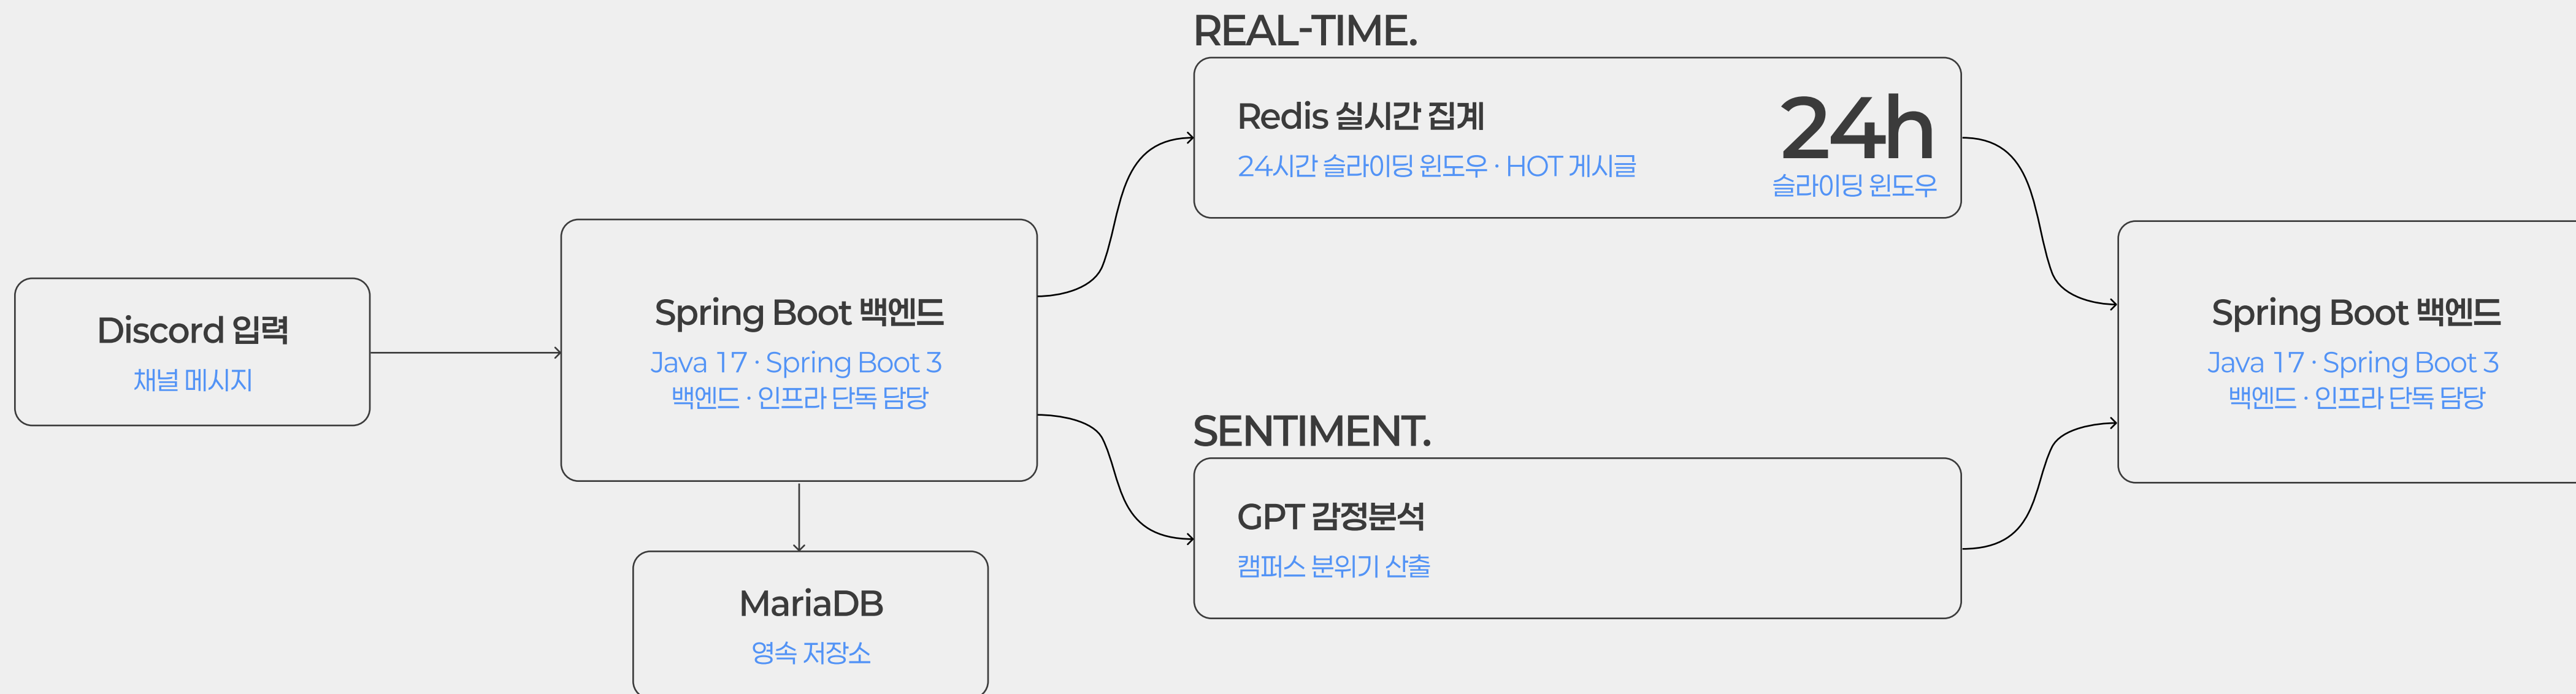 Discord 입력
채널 메시지
Spring Boot 백엔드
Java 17 · Spring Boot 3
백엔드 · 인프라 단독 담당
MariaDB
영속 저장소
REAL-TIME.
Redis 실시간 집계
24시간 슬라이딩 윈도우 · HOT 게시글
24h
슬라이딩 윈도우
SENTIMENT.
GPT 감정분석
캠퍼스 분위기 산출
Spring Boot 백엔드
Java 17 · Spring Boot 3
백엔드 · 인프라 단독 담당